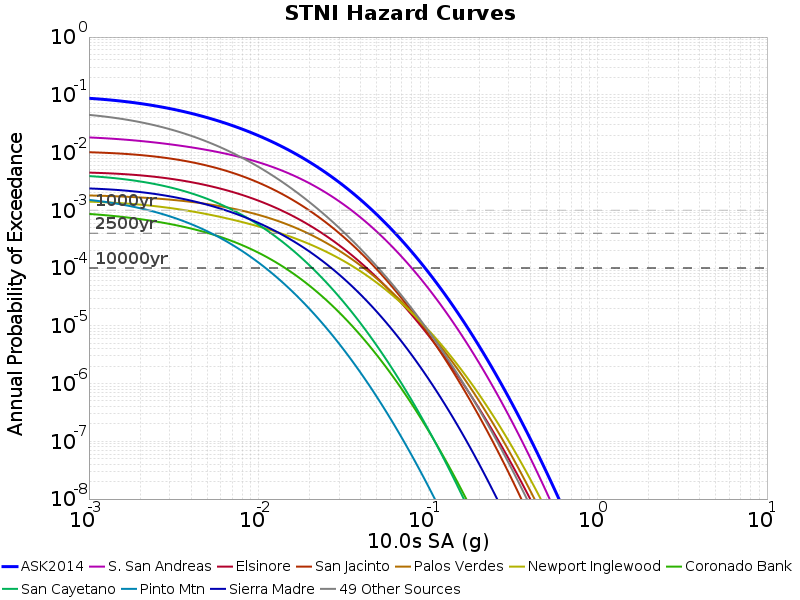 STNI Hazard Curves
Annual Probability of Exceedance
10^0
10^-1
10^-2
10^-3
10^-4
10^-5
10^-6
10^-7
10^-8
1000yr
2500yr
10000yr
10^-3 10^-2 10^-1 10^0 10^1
10.0s SA (g)
ASK2014 S. San Andreas Elsinore San Jacinto Palos Verdes Newport Inglewood Coronado Bank
San Cayetano Pinto Mtn Sierra Madre 49 Other Sources